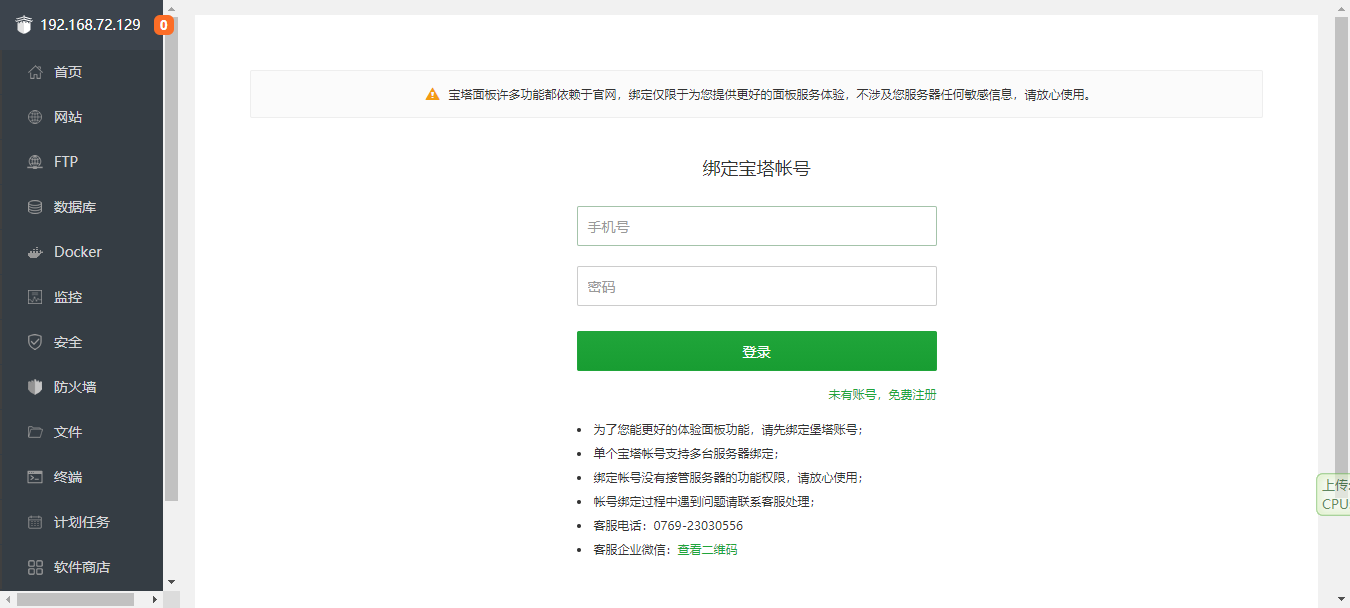 192.168.72.129
0
首页
网站
FTP
数据库
Docker
监控
安全
防火墙
文件
终端
计划任务
软件商店
宝塔面板许多功能都依赖于官网，绑定仅限于为您提供更好的面板服务体验，不涉及您服务器任何敏感信息，请放心使用。
绑定宝塔帐号
手机号
密码
登录
未有账号，免费注册
为了您能更好的体验面板功能，请先绑定堡塔账号；
单个宝塔帐号支持多台服务器绑定；
绑定帐号没有接管服务器的功能权限，请放心使用；
帐号绑定过程中遇到问题请联系客服处理；
客服电话：0769-23030556
客服企业微信：查看二维码
上传:
CPU